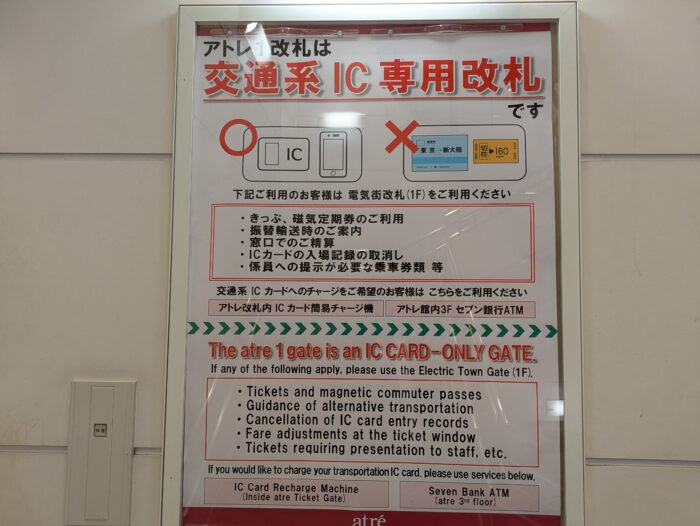 アトレ1改札は
交通系IC専用改札
です
IC
東京→新大阪
▶160
下記ご利用のお客様は 電気街改札(1F)をご利用ください
・きっぷ、磁気定期券のご利用
・振替輸送時のご案内
・窓口でのご精算
・ICカードの入場記録の取消し
・係員への提示が必要な乗車券類 等
交通系 IC カードへのチャージをご希望のお客様は こちらをご利用ください
アトレ改札内 IC カード簡易チャージ機
アトレ館内3F セブン銀行ATM
The atre 1 gate is an IC CARD-ONLY GATE.
If any of the following apply, please use the Electric Town Gate (1F).
・Tickets and magnetic commuter passes
・Guidance of alternative transportation
・Cancellation of IC card entry records
・Fare adjustments at the ticket window
・Tickets requiring presentation to staff, etc.
If you would like to charge your transportation IC card, please use services below.
IC Card Recharge Machine
(Inside atre Ticket Gate)
Seven Bank ATM
(atre 3rd floor)
atré